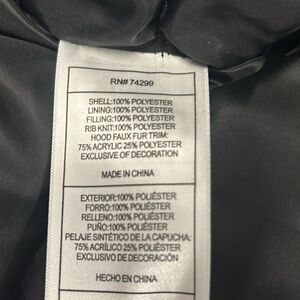 RN# 74299
SHELL:100% POLYESTER
LINING:100% POLYESTER
FILLING:100% POLYESTER
RIB KNIT:100% POLYESTER
HOOD FAUX FUR TRIM:
75% ACRYLIC 25% POLYESTER
EXCLUSIVE OF DECORATION
MADE IN CHINA
EXTERIOR:100% POLIÉSTER
FORRO:100% POLIÉSTER
RELLENO:100% POLIÉSTER
PUÑO:100% POLIÉSTER
PELAJE SINTÉTICO DE LA CAPUCHA:
75% ACRÍLICO 25% POLIÉSTER
EXCLUSIVO DE DECORACIÓN
HECHO EN CHINA